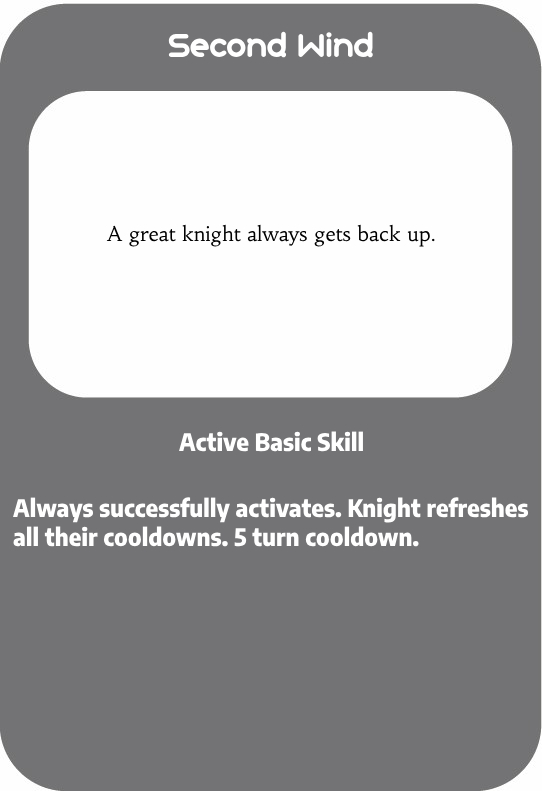 Second Wind
A great knight always gets back up.
Active Basic Skill
Always successfully activates. Knight refreshes
all their cooldowns. 5 turn cooldown.